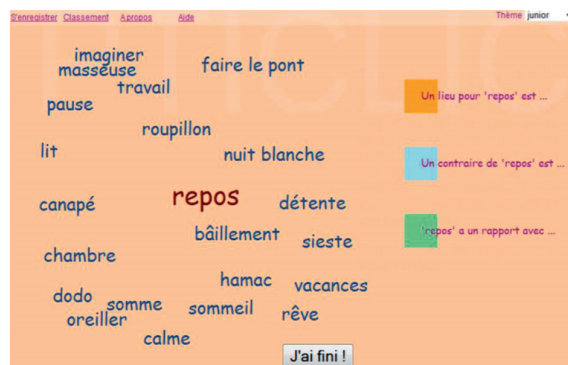 S'enregistrer Classement A propos Aide Thème junior
imaginer
masseuse
faire le pont
travail
pause
Un lieu pour 'repos' est ...
roupillon
lit
nuit blanche
Un contraire de 'repos' est ...
repos
canapé
détente
bâillement
sieste
'repos' a un rapport avec ...
chambre
hamac
vacances
dodo
somme
sommeil
rêve
oreiller
calme
J'ai fini !